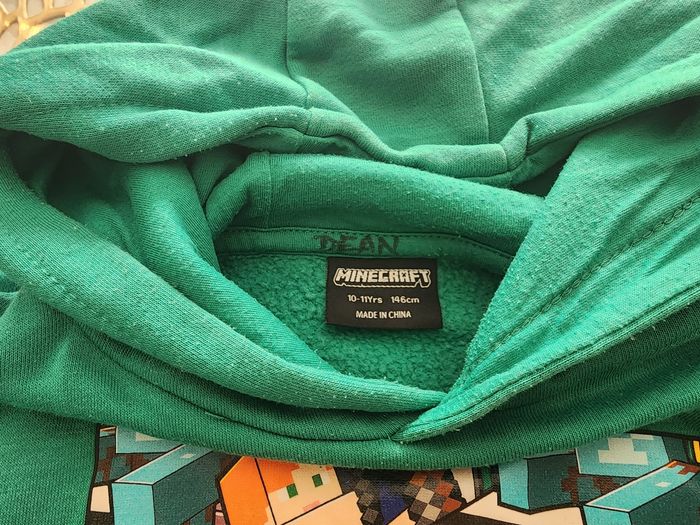 DEAN
MINECRAFT
10-11Yrs 146cm
MADE IN CHINA